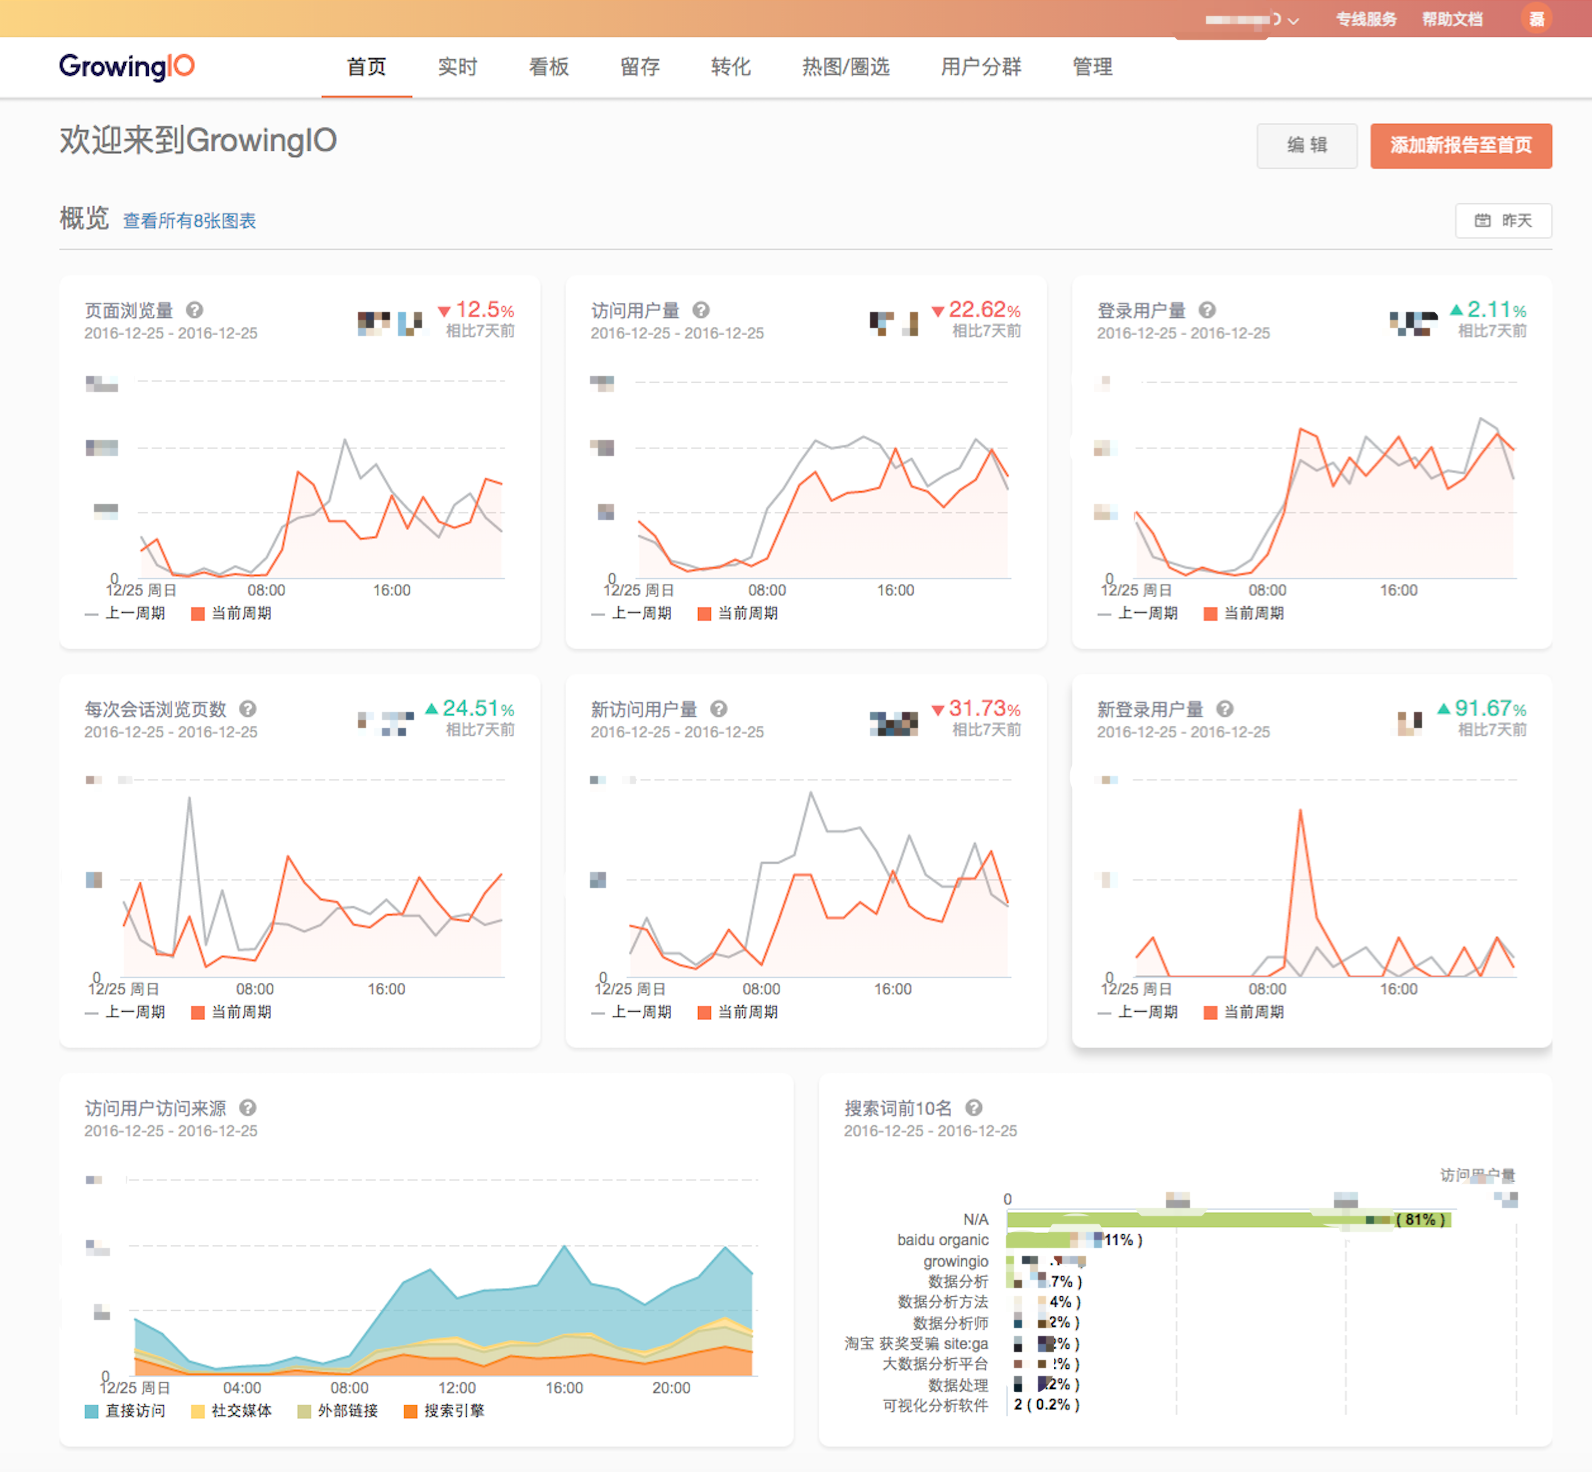 专线服务 帮助文档 磊
GrowingIO 首页 实时 看板 留存 转化 热图/圈选 用户分群 管理
欢迎来到GrowingIO 编 辑 添加新报告至首页
概览 查看所有8张图表 昨天
页面浏览量 ? ▼12.5%
2016-12-25 - 2016-12-25 相比7天前
0
12/25 周日 08:00 16:00
上一周期 当前周期
访问用户量 ? ▼22.62%
2016-12-25 - 2016-12-25 相比7天前
0
12/25 周日 08:00 16:00
上一周期 当前周期
登录用户量 ? ▲2.11%
2016-12-25 - 2016-12-25 相比7天前
0
12/25 周日 08:00 16:00
上一周期 当前周期
每次会话浏览页数 ? ▲24.51%
2016-12-25 - 2016-12-25 相比7天前
0
12/25 周日 08:00 16:00
上一周期 当前周期
新访问用户量 ? ▼31.73%
2016-12-25 - 2016-12-25 相比7天前
0
12/25 周日 08:00 16:00
上一周期 当前周期
新登录用户量 ? ▲91.67%
2016-12-25 - 2016-12-25 相比7天前
0
12/25 周日 08:00 16:00
上一周期 当前周期
访问用户访问来源 ?
2016-12-25 - 2016-12-25
0
12/25 周日 04:00 08:00 12:00 16:00 20:00
直接访问 社交媒体 外部链接 搜索引擎
搜索词前10名 ?
2016-12-25 - 2016-12-25
访问用户量
0
N/A ( 81% )
baidu organic 11% )
growingio
数据分析 .7% )
数据分析方法 4% )
数据分析师 2% )
淘宝 获奖受骗 site:ga % )
大数据分析平台 % )
数据处理 .2% )
可视化分析软件 2 ( 0.2% )